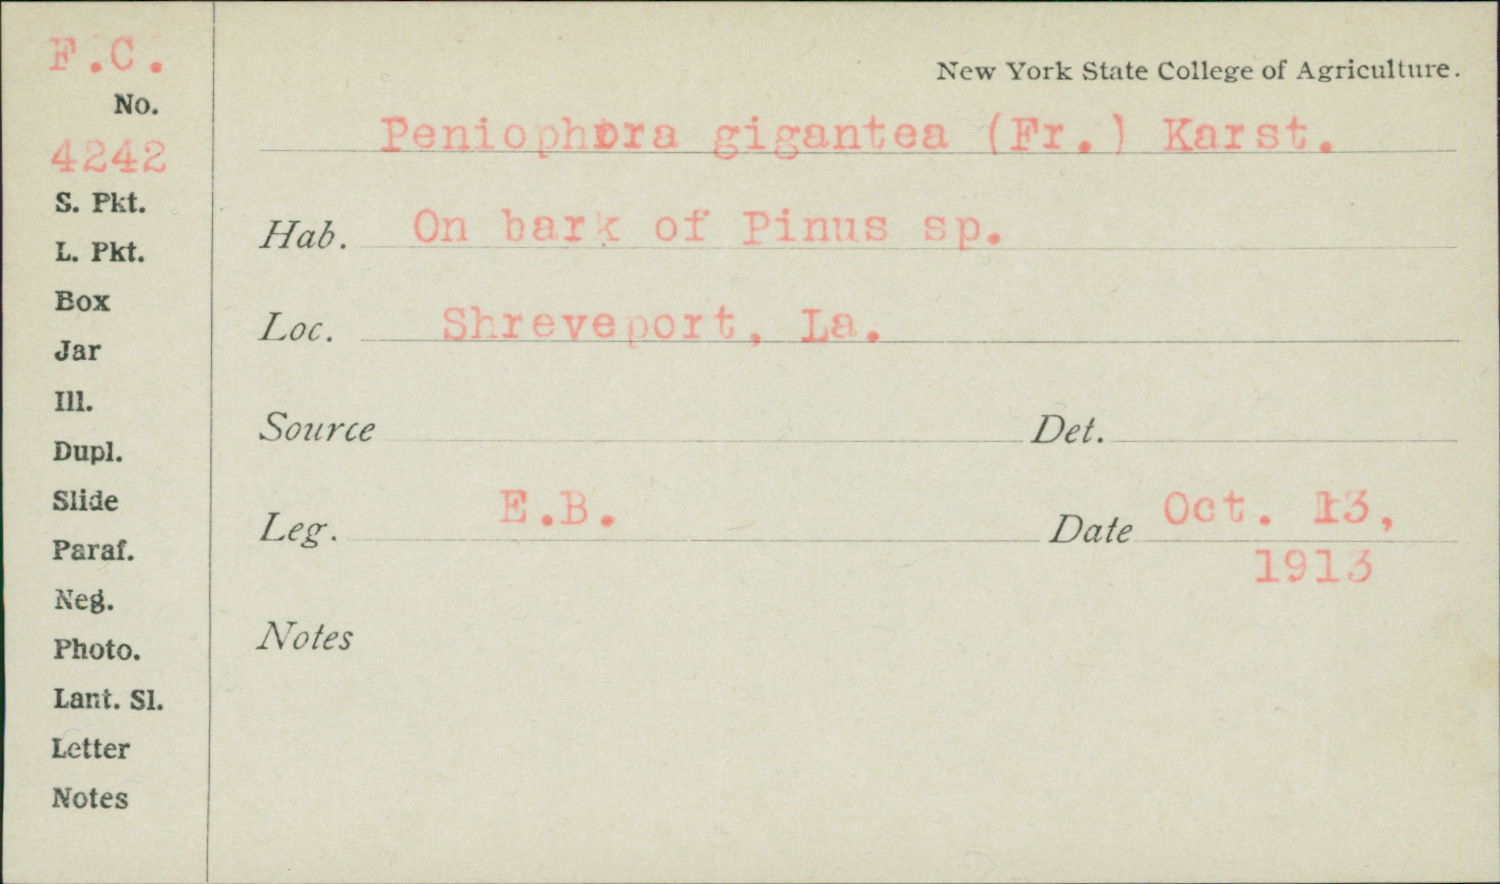 F.C.
No.
4242
S. Pkt.
L. Pkt.
Box
Jar
Ill.
Dupl.
Slide
Paraf.
Neg.
Photo.
Lant. Sl.
Letter
Notes
New York State College of Agriculture.
Peniophora gigantea (Fr.) Karst.
Hab. On bark of Pinus sp.
Loc. Shreveport, La.
Source Det.
Leg. E.B. Date Oct. 13,
1913
Notes